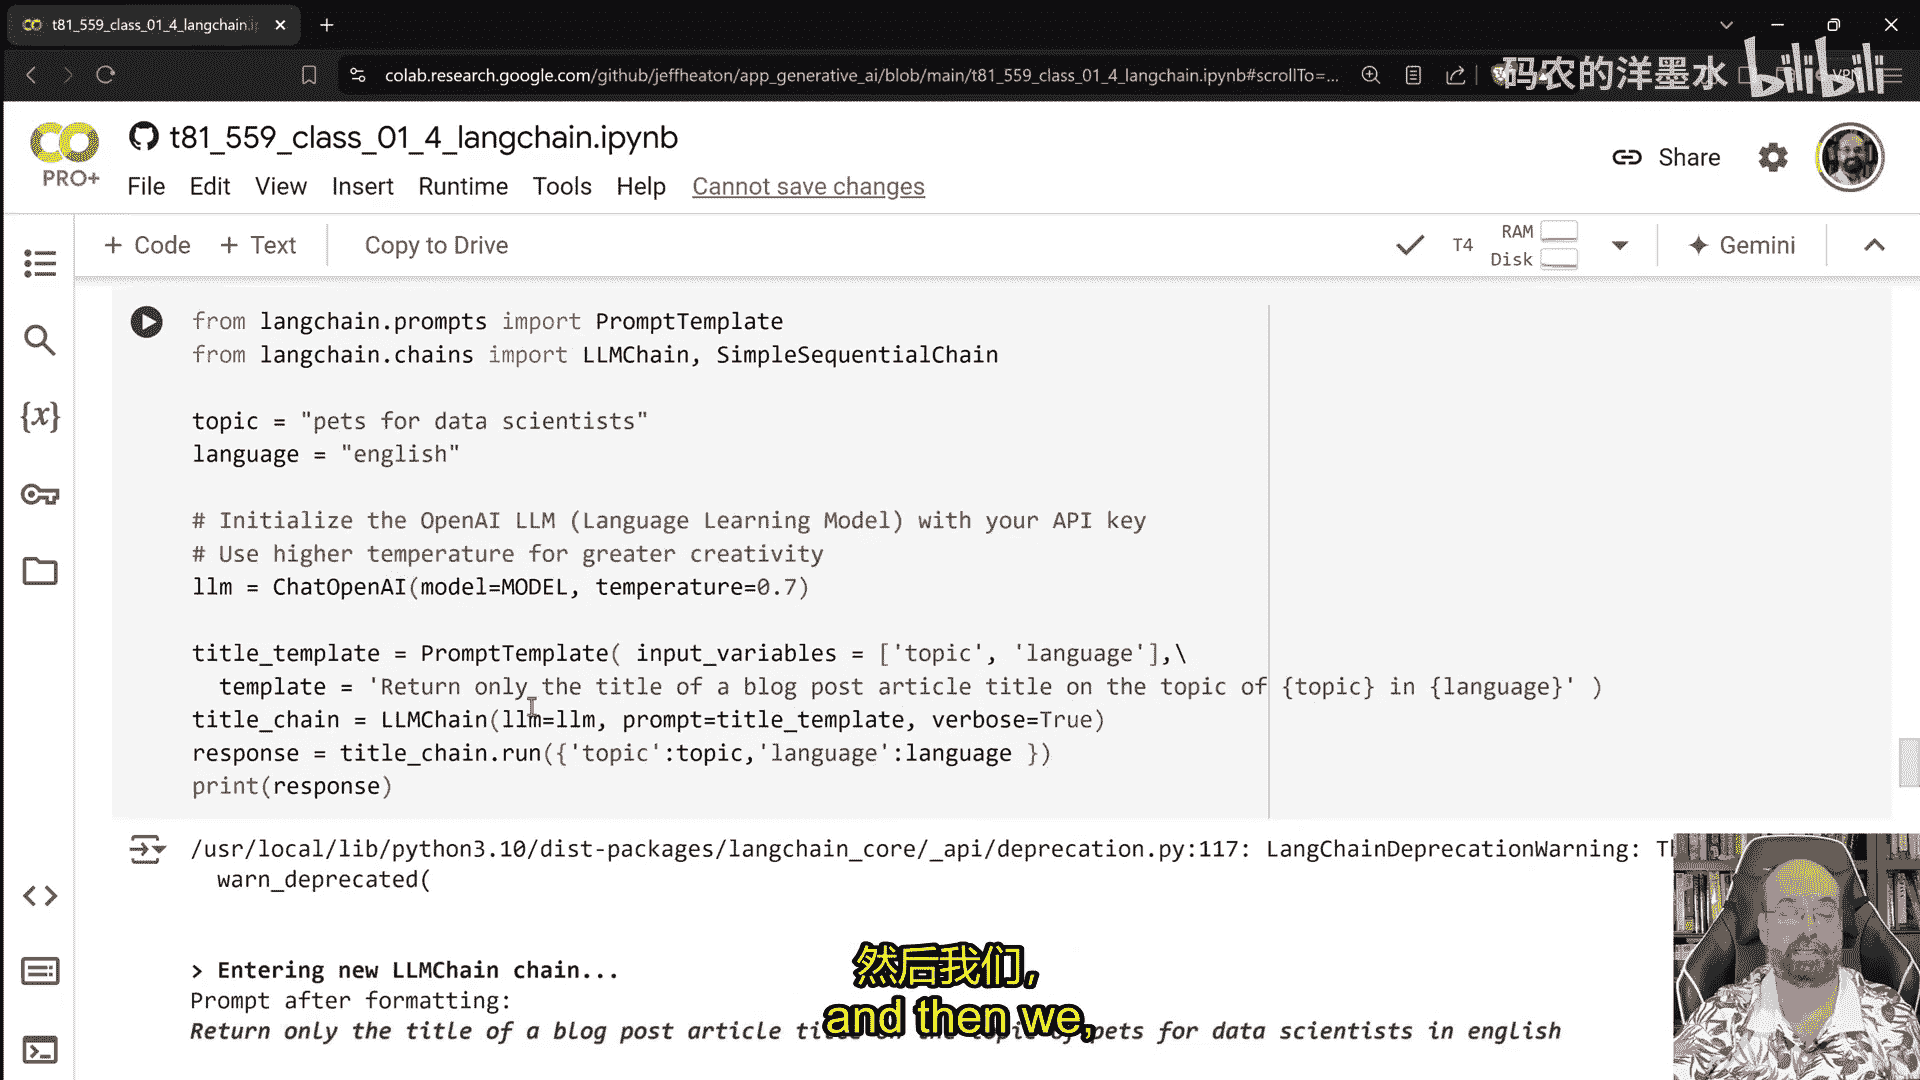 t81_559_class_01_4_langchain.i
colab.research.google.com/github/jeffheaton/app_generative_ai/blob/main/t81_559_class_01_4_langchain.ipynb#scrollTo=...
码农的洋墨水 bilibili
VPN
PRO+
t81_559_class_01_4_langchain.ipynb
Share
File Edit View Insert Runtime Tools Help Cannot save changes
+ Code + Text Copy to Drive
T4 RAM Disk Gemini
from langchain.prompts import PromptTemplate
from langchain.chains import LLMChain, SimpleSequentialChain
topic = "pets for data scientists"
language = "english"
# Initialize the OpenAI LLM (Language Learning Model) with your API key
# Use higher temperature for greater creativity
llm = ChatOpenAI(model=MODEL, temperature=0.7)
title_template = PromptTemplate( input_variables = ['topic', 'language'],\
template = 'Return only the title of a blog post article title on the topic of {topic} in {language}' )
title_chain = LLMChain(llm=llm, prompt=title_template, verbose=True)
response = title_chain.run({'topic':topic,'language':language })
print(response)
/usr/local/lib/python3.10/dist-packages/langchain_core/_api/deprecation.py:117: LangChainDeprecationWarning: T
warn_deprecated(
> Entering new LLMChain chain...
Prompt after formatting:
Return only the title of a blog post article title on the topic of pets for data scientists in english
然后我们,
and then we,